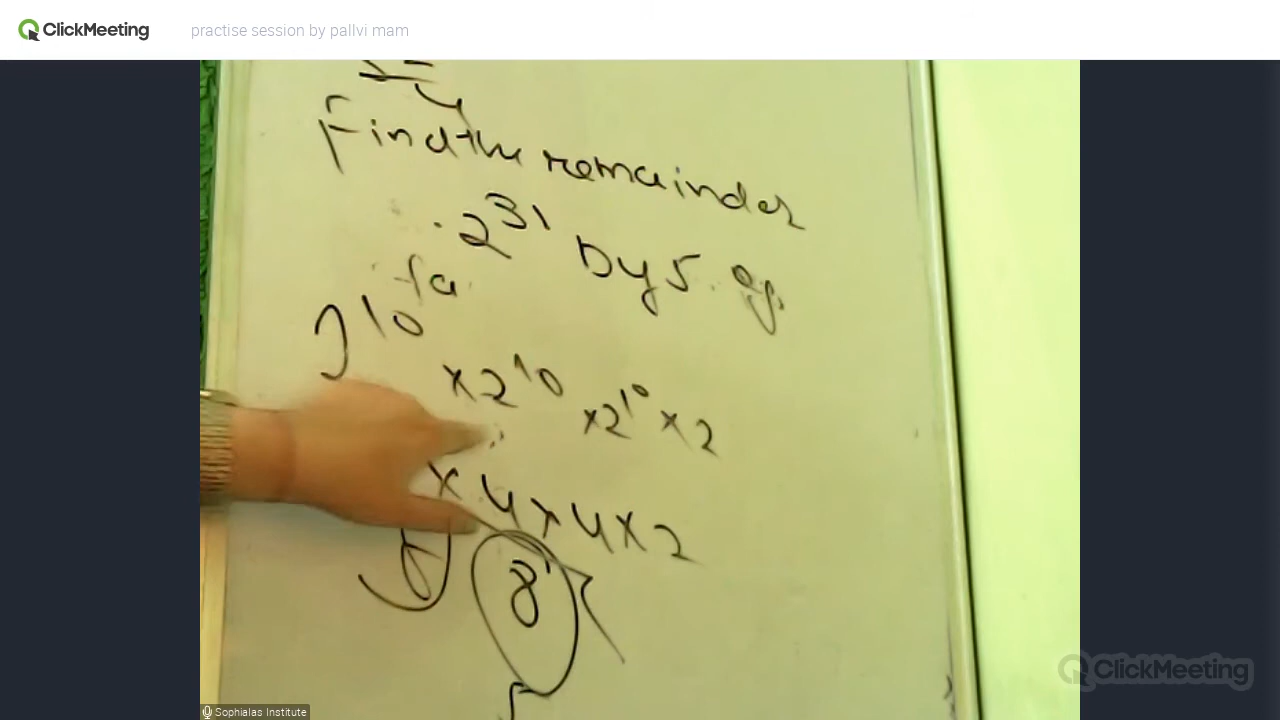 ClickMeeting practise session by pallvi mam
4
Find the remainder
2^31 by 5
2^10 ×2^10 ×2^10 ×2
×4×4×2
8
ClickMeeting
Sophialas Institute